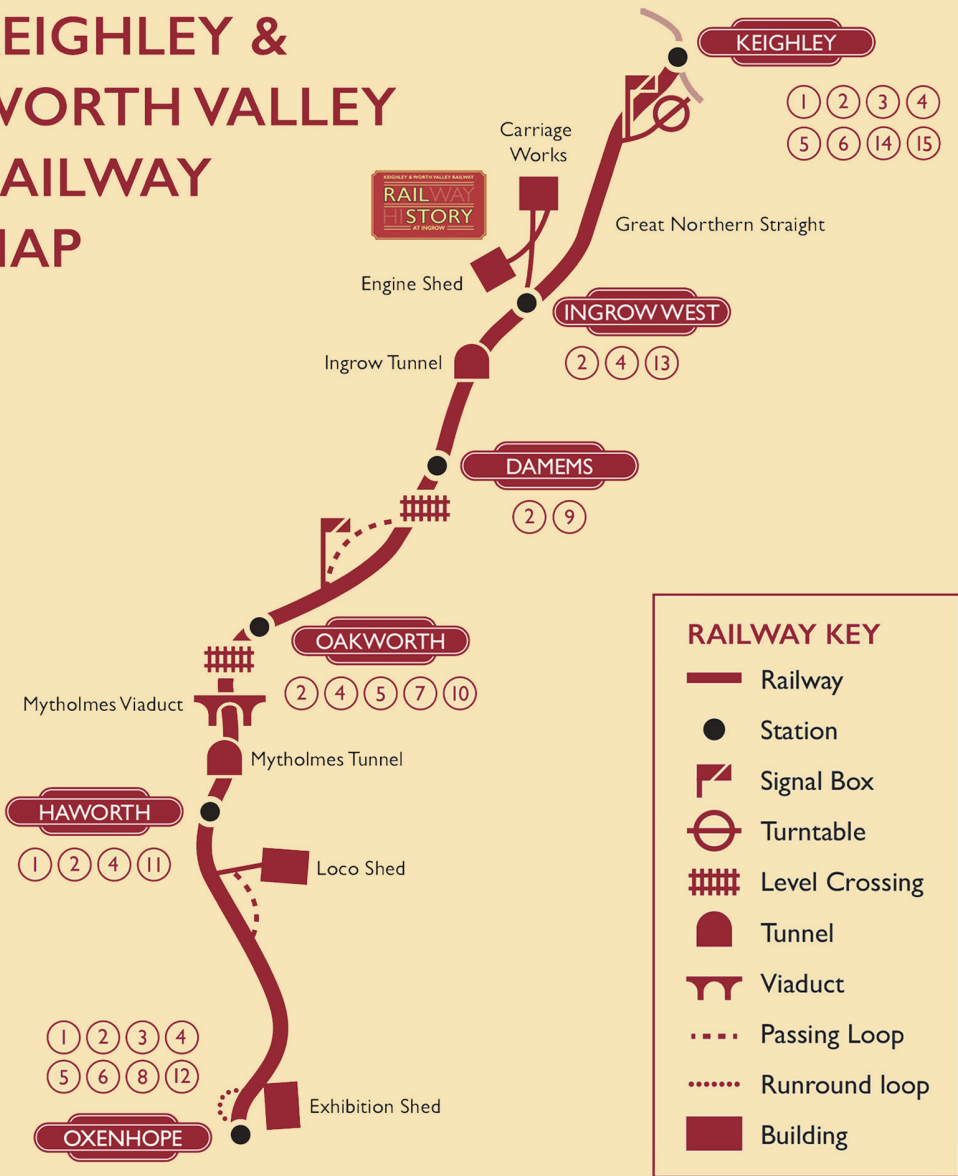 EIGHLEY &
WORTH VALLEY
AILWAY
MAP
KEIGHLEY
1 2 3 4
5 6 14 15
Carriage
Works
KEIGHLEY & WORTH VALLEY RAILWAY
RAILWAY
HISTORY
AT INGROW
Great Northern Straight
Engine Shed
INGROW WEST
2 4 13
Ingrow Tunnel
DAMEMS
2 9
OAKWORTH
2 4 5 7 10
Mytholmes Viaduct
Mytholmes Tunnel
HAWORTH
1 2 4 11
Loco Shed
1 2 3 4
5 6 8 12
Exhibition Shed
OXENHOPE
RAILWAY KEY
Railway
Station
Signal Box
Turntable
Level Crossing
Tunnel
Viaduct
Passing Loop
Runround loop
Building